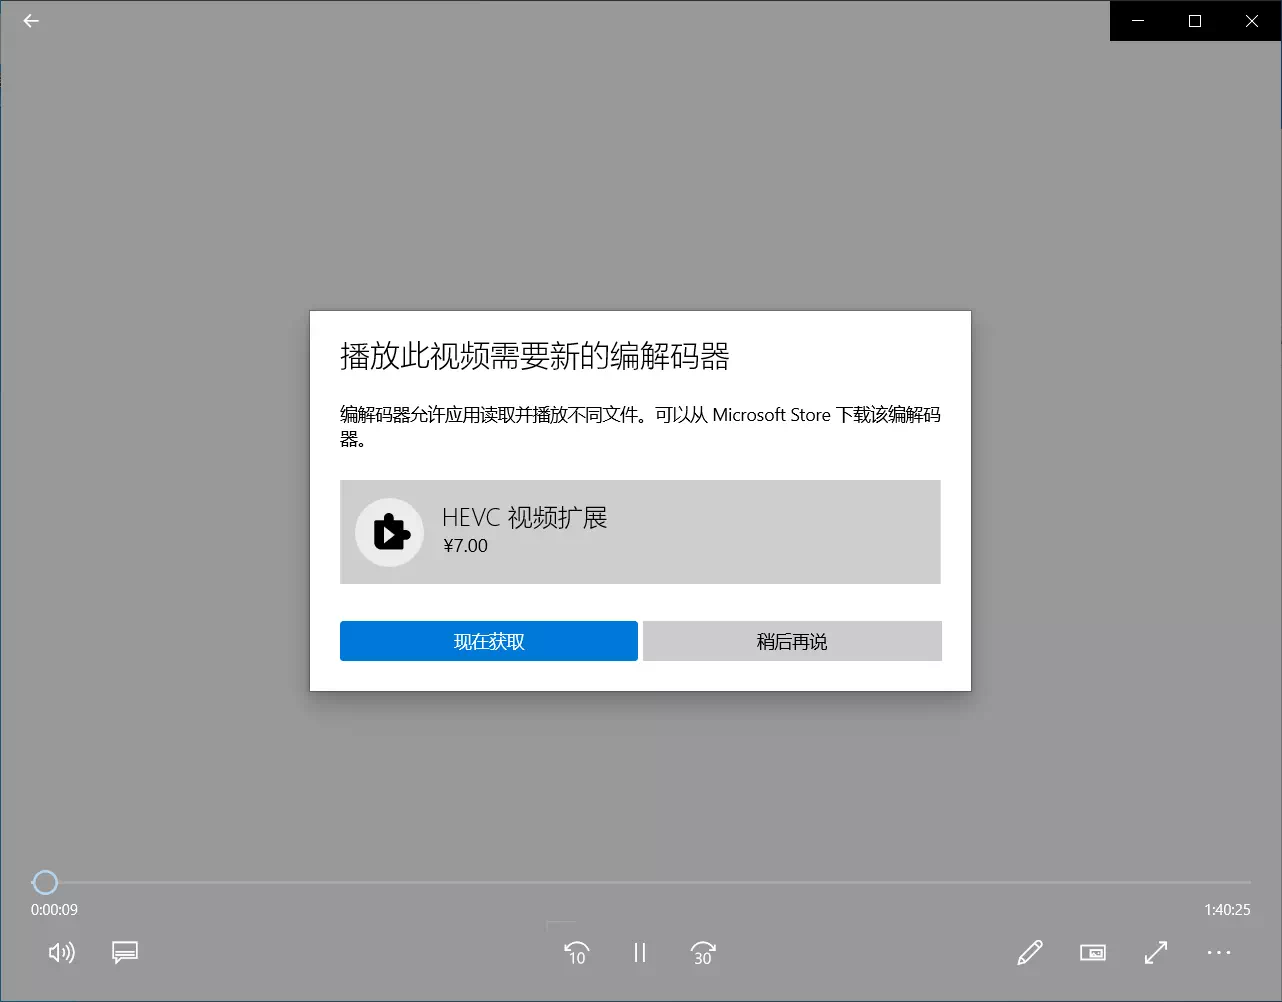 播放此视频需要新的编解码器
编解码器允许应用读取并播放不同文件。可以从 Microsoft Store 下载该编解码
器。
HEVC 视频扩展
¥7.00
现在获取
稍后再说
0:00:09
1:40:25
10
30